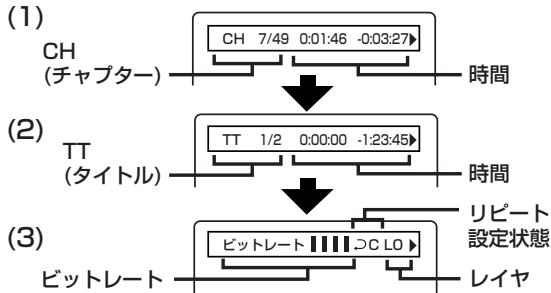 (1)
CH 7/49 0:01:46 -0:03:27
CH
(チャプター)
時間
(2)
TT 1/2 0:00:00 -1:23:45
TT
(タイトル)
時間
(3)
リピート
設定状態
ビットレート C L0
ビットレート
レイヤ